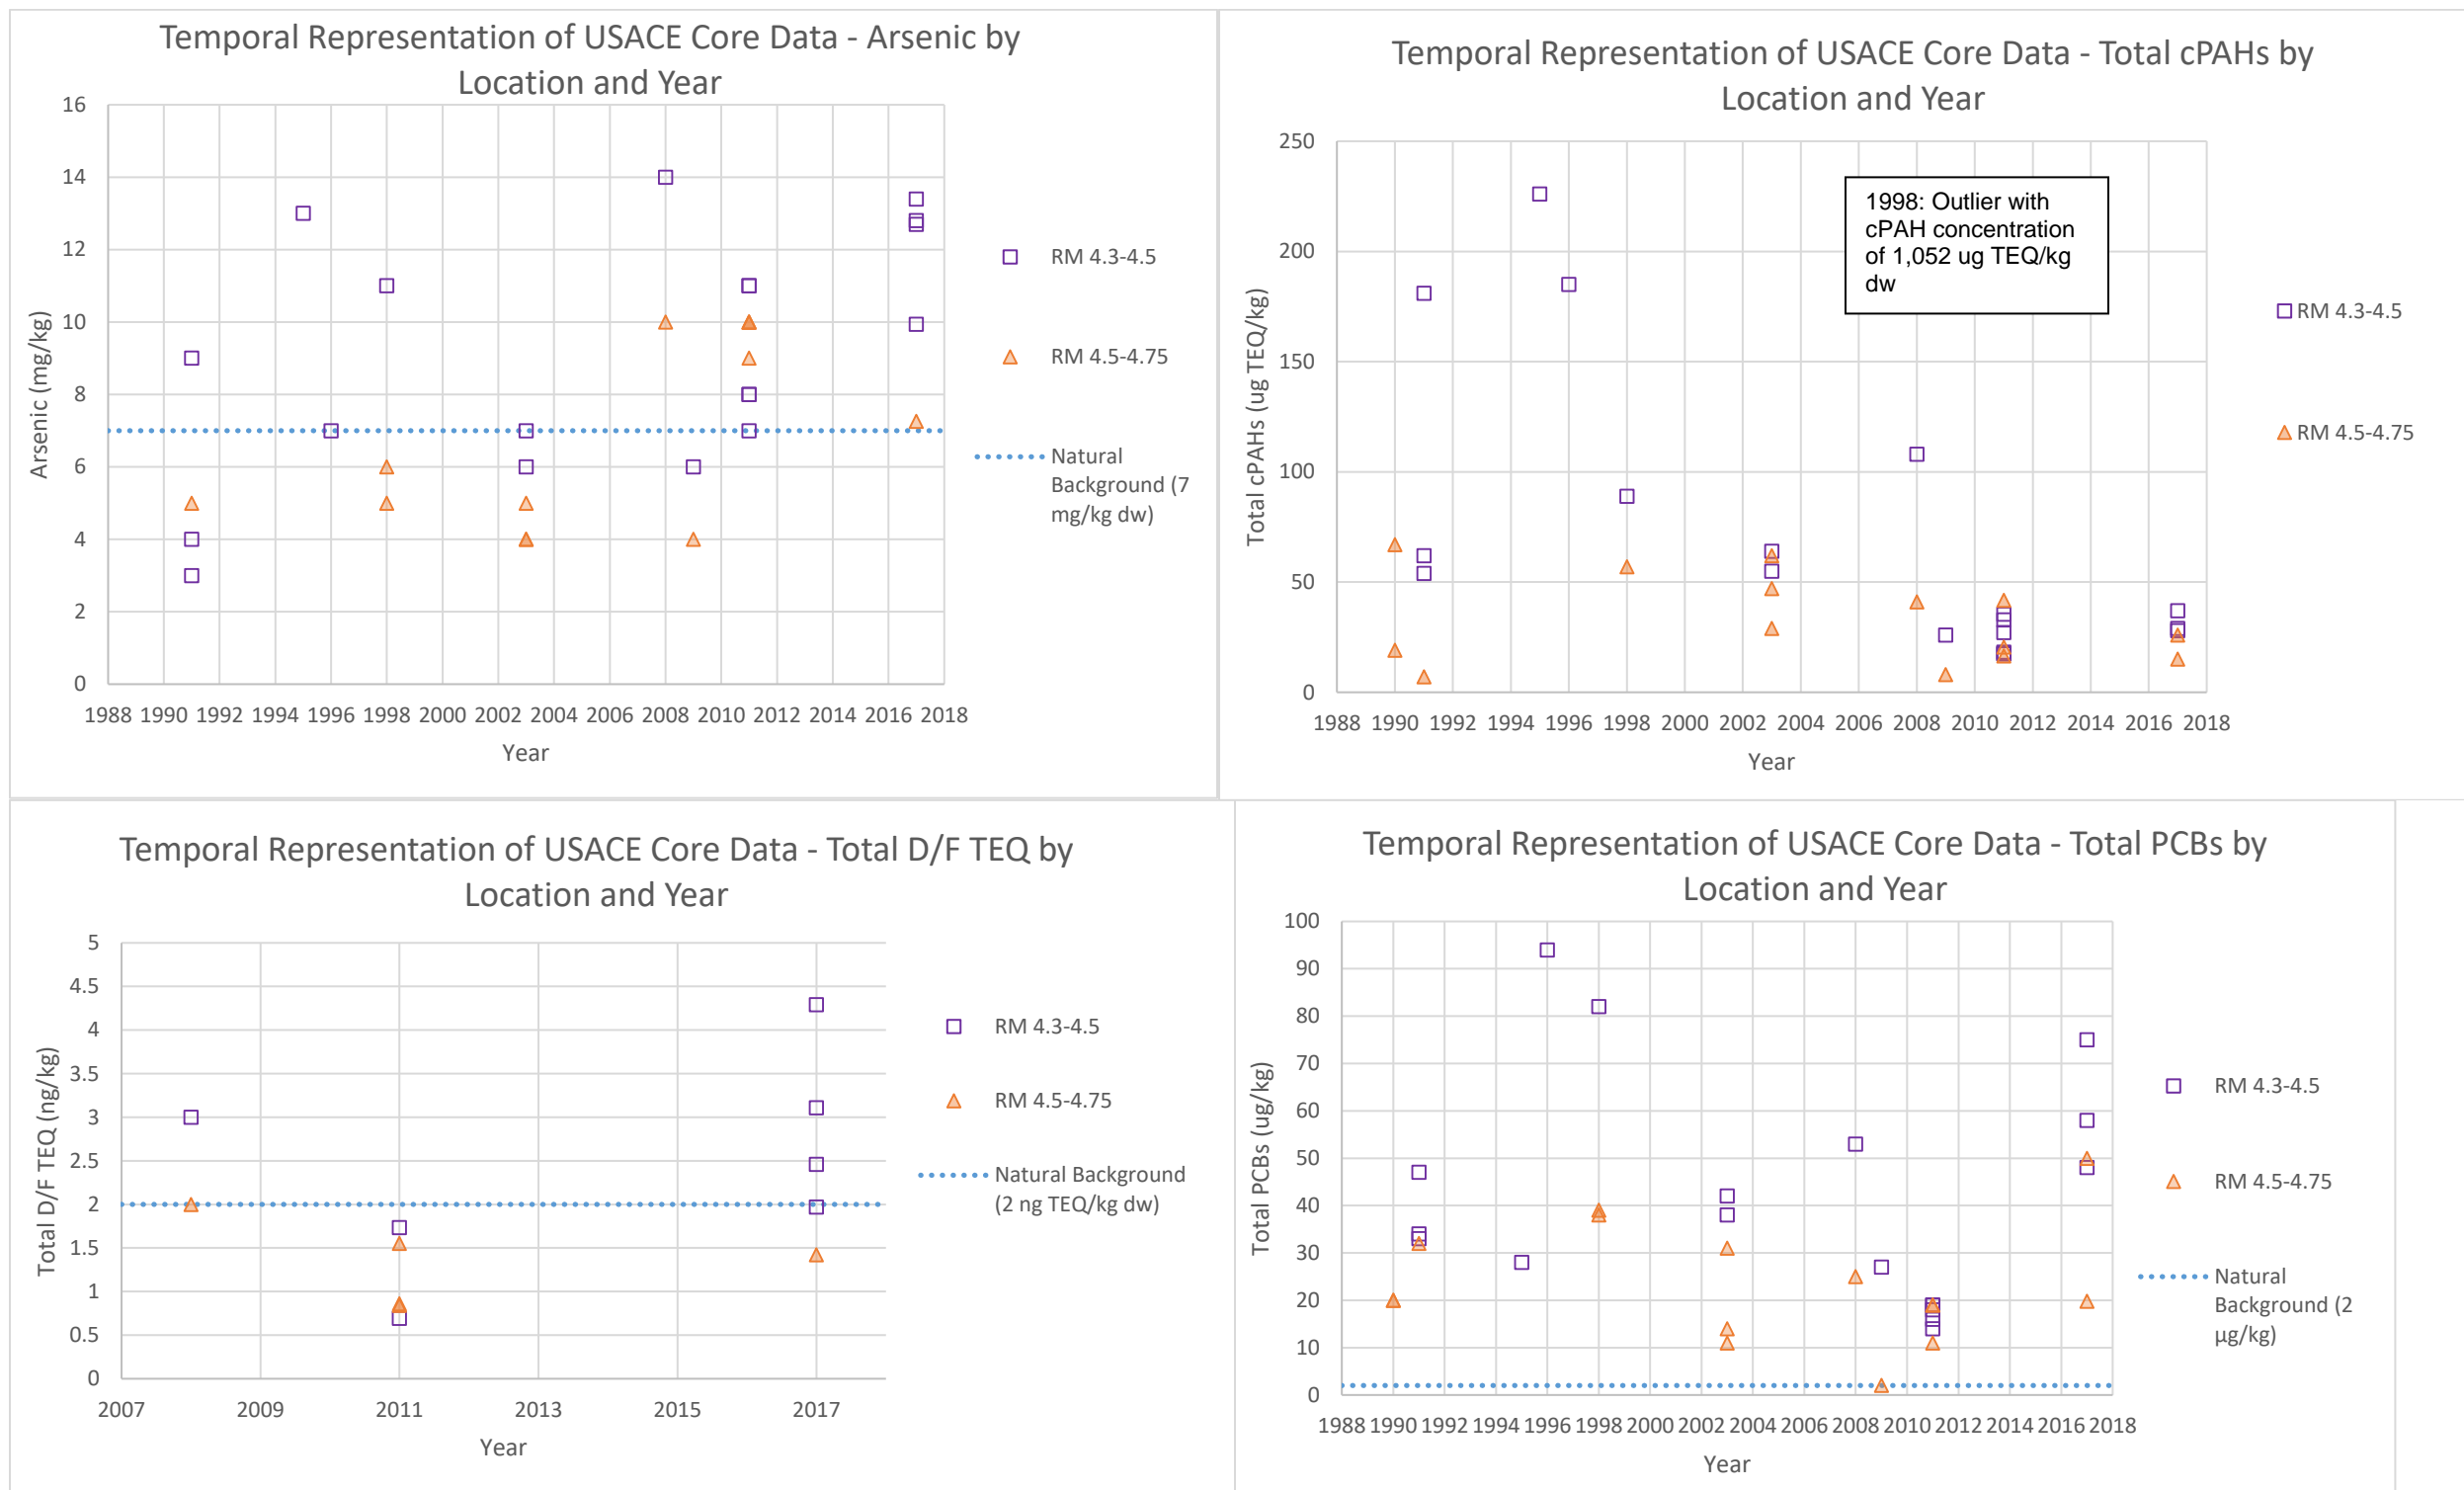 Temporal Representation of USACE Core Data - Arsenic by
Location and Year
16
14
12
10
8
6
4
2
0
Arsenic (mg/kg)
1988 1990 1992 1994 1996 1998 2000 2002 2004 2006 2008 2010 2012 2014 2016 2018
Year
RM 4.3-4.5
RM 4.5-4.75
Natural
Background (7
mg/kg dw)
Temporal Representation of USACE Core Data - Total cPAHs by
Location and Year
250
200
150
100
50
0
Total cPAHs (ug TEQ/kg)
1988 1990 1992 1994 1996 1998 2000 2002 2004 2006 2008 2010 2012 2014 2016 2018
Year
1998: Outlier with
cPAH concentration
of 1,052 ug TEQ/kg
dw
RM 4.3-4.5
RM 4.5-4.75
Temporal Representation of USACE Core Data - Total D/F TEQ by
Location and Year
5
4.5
4
3.5
3
2.5
2
1.5
1
0.5
0
Total D/F TEQ (ng/kg)
2007 2009 2011 2013 2015 2017
Year
RM 4.3-4.5
RM 4.5-4.75
Natural Background
(2 ng TEQ/kg dw)
Temporal Representation of USACE Core Data - Total PCBs by
Location and Year
100
90
80
70
60
50
40
30
20
10
0
Total PCBs (ug/kg)
1988 1990 1992 1994 1996 1998 2000 2002 2004 2006 2008 2010 2012 2014 2016 2018
Year
RM 4.3-4.5
RM 4.5-4.75
Natural
Background (2
µg/kg)